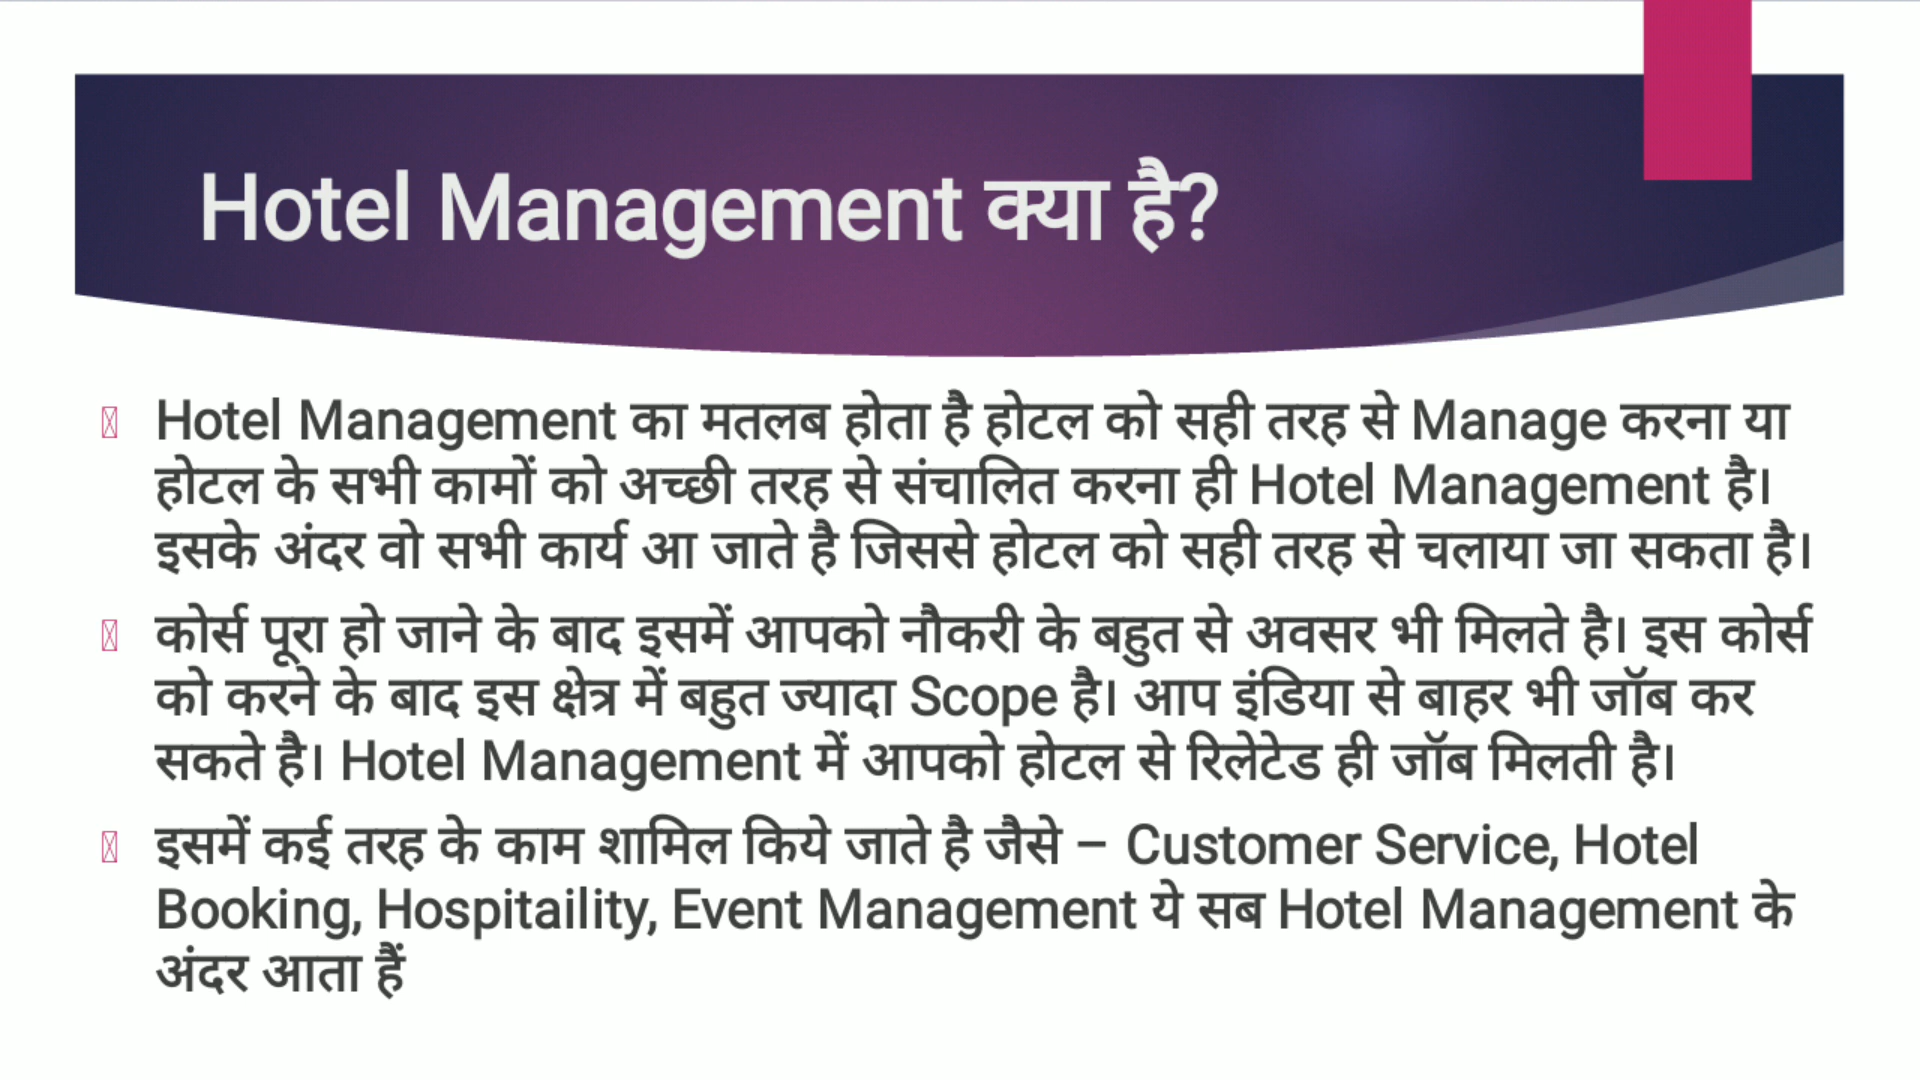 Hotel Management क्या है?
Hotel Management का मतलब होता है होटल को सही तरह से Manage करना या
होटल के सभी कामों को अच्छी तरह से संचालित करना ही Hotel Management है।
इसके अंदर वो सभी कार्य आ जाते है जिससे होटल को सही तरह से चलाया जा सकता है।
कोर्स पूरा हो जाने के बाद इसमें आपको नौकरी के बहुत से अवसर भी मिलते है। इस कोर्स
को करने के बाद इस क्षेत्र में बहुत ज्यादा Scope है। आप इंडिया से बाहर भी जॉब कर
सकते है। Hotel Management में आपको होटल से रिलेटेड ही जॉब मिलती है।
इसमें कई तरह के काम शामिल किये जाते है जैसे – Customer Service, Hotel
Booking, Hospitaility, Event Management ये सब Hotel Management के
अंदर आता हैं